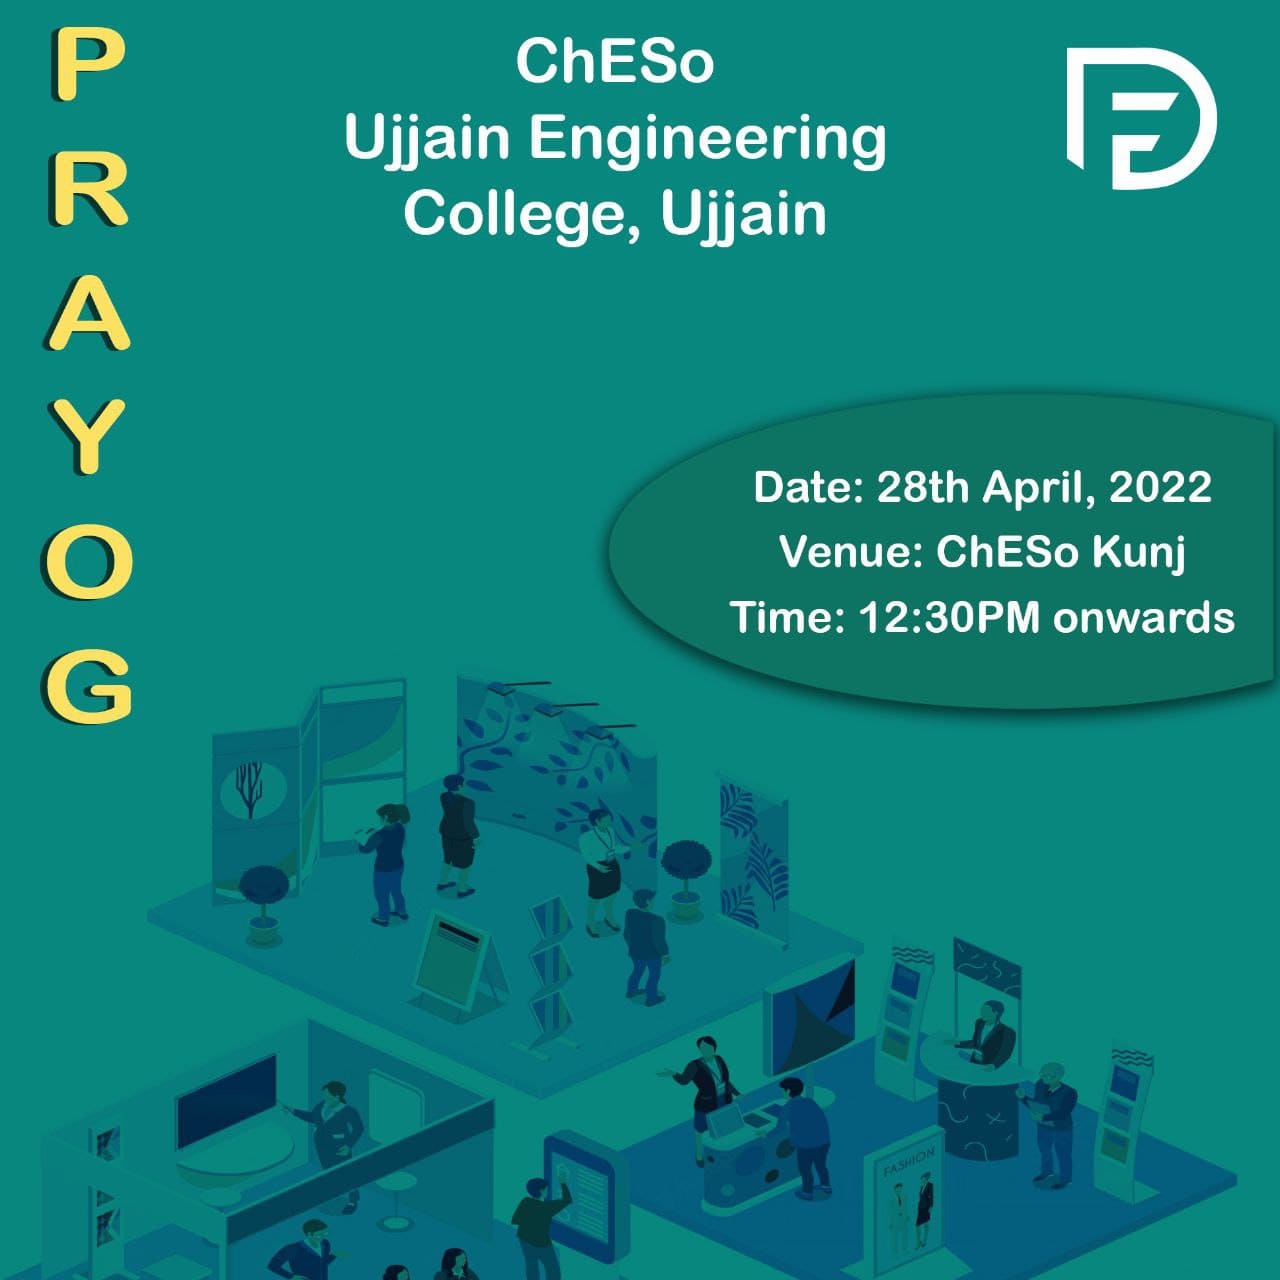 PRAYOG
ChESo
Ujjain Engineering
College, Ujjain
Date: 28th April, 2022
Venue: ChESo Kunj
Time: 12:30PM onwards
FASHION